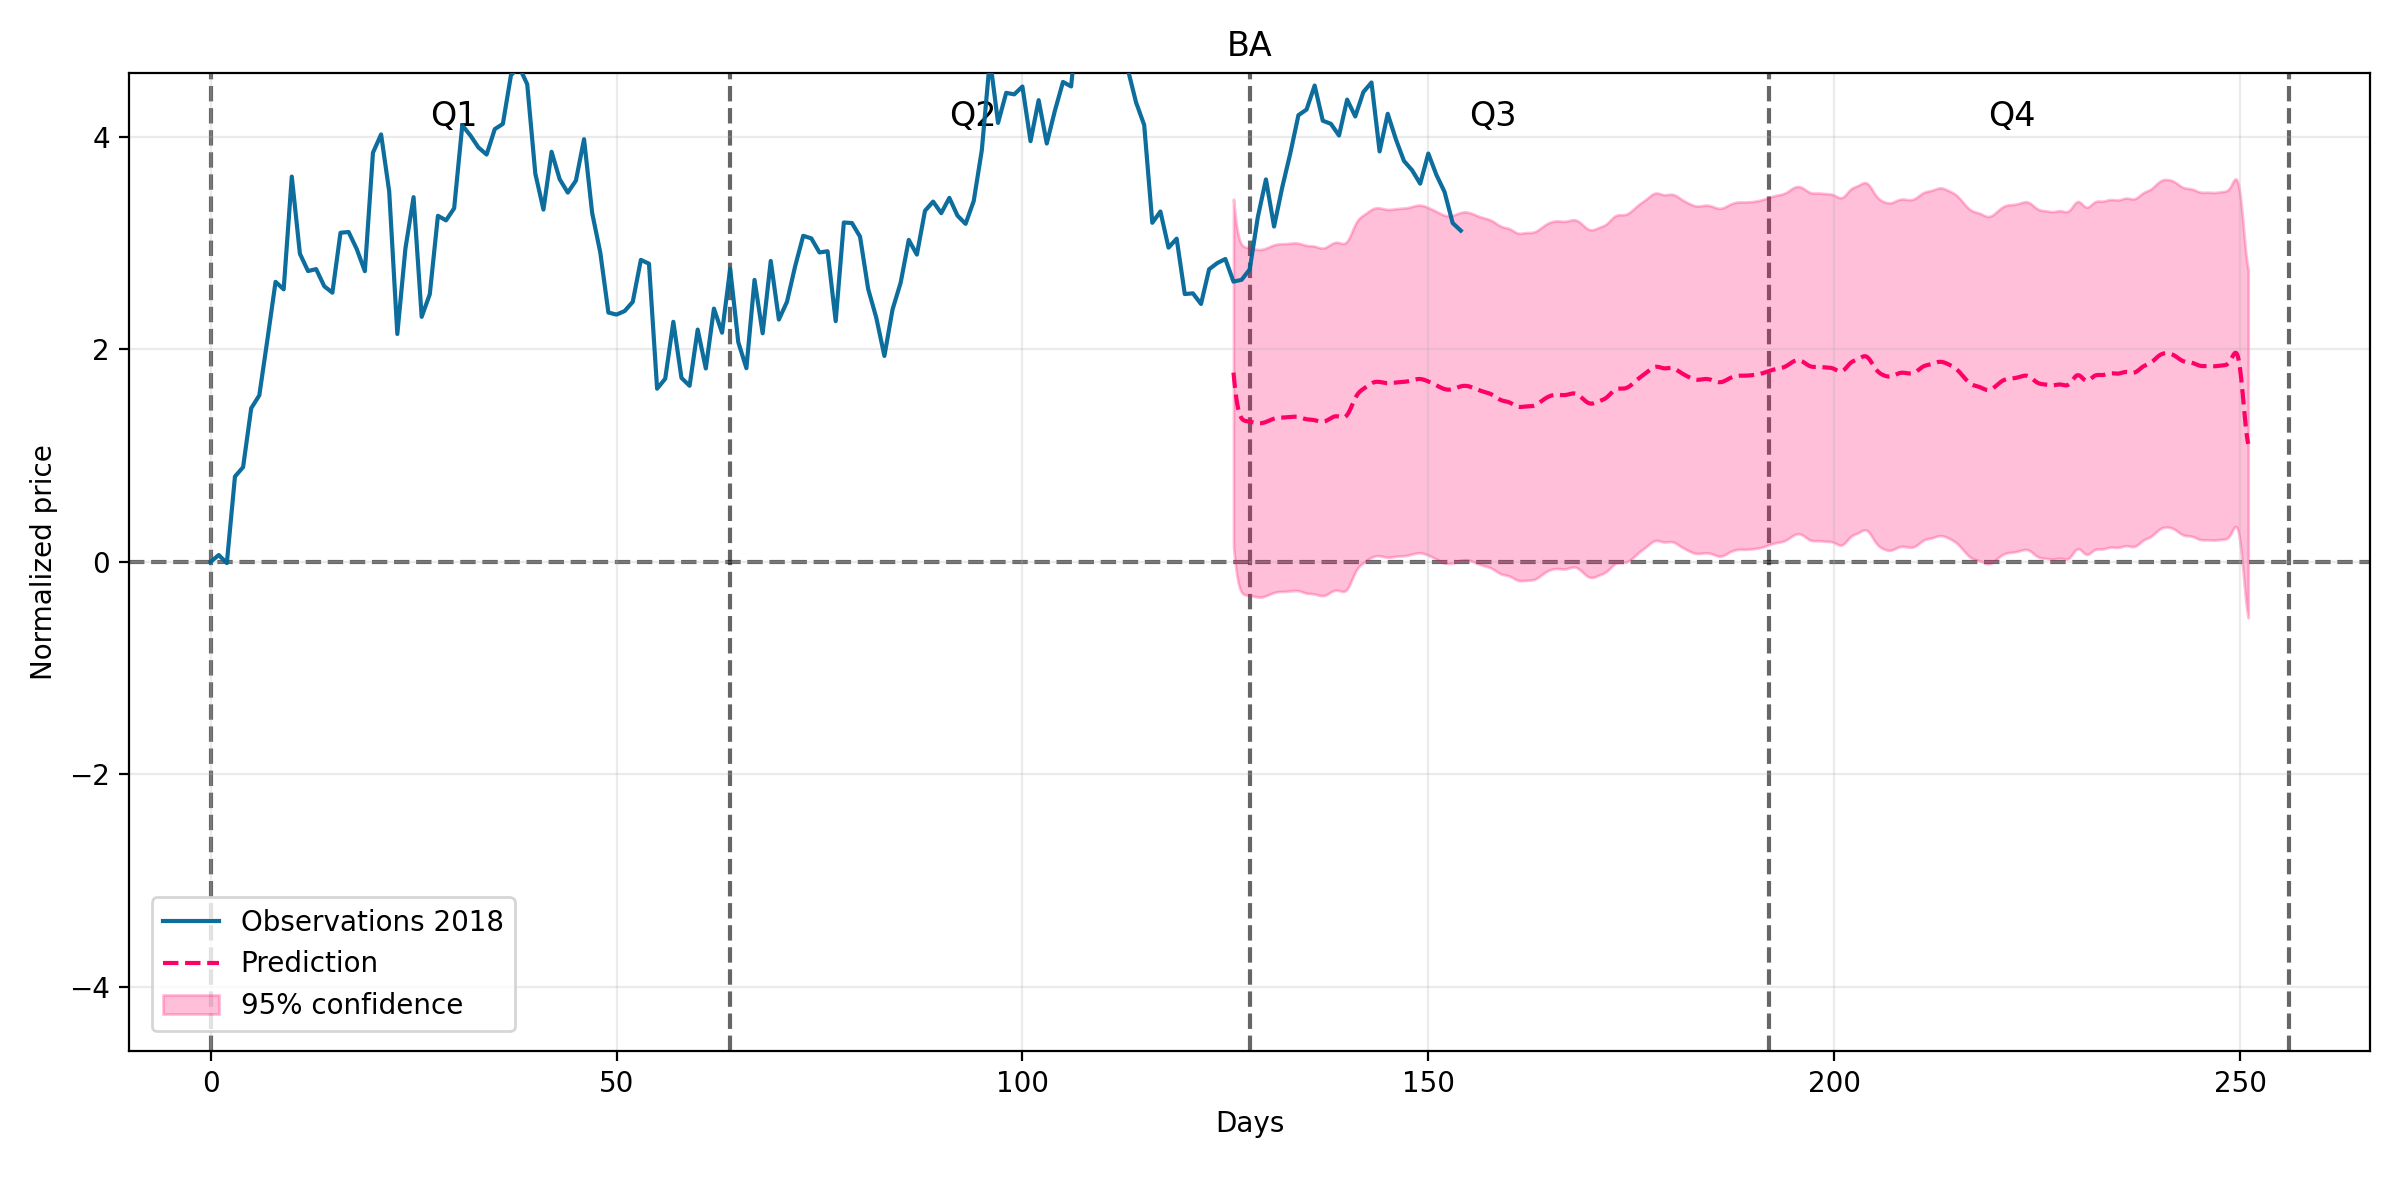 BA
Q1 Q2 Q3 Q4
4
2
0
−2
−4
Normalized price
Observations 2018
Prediction
95% confidence
0 50 100 150 200 250
Days